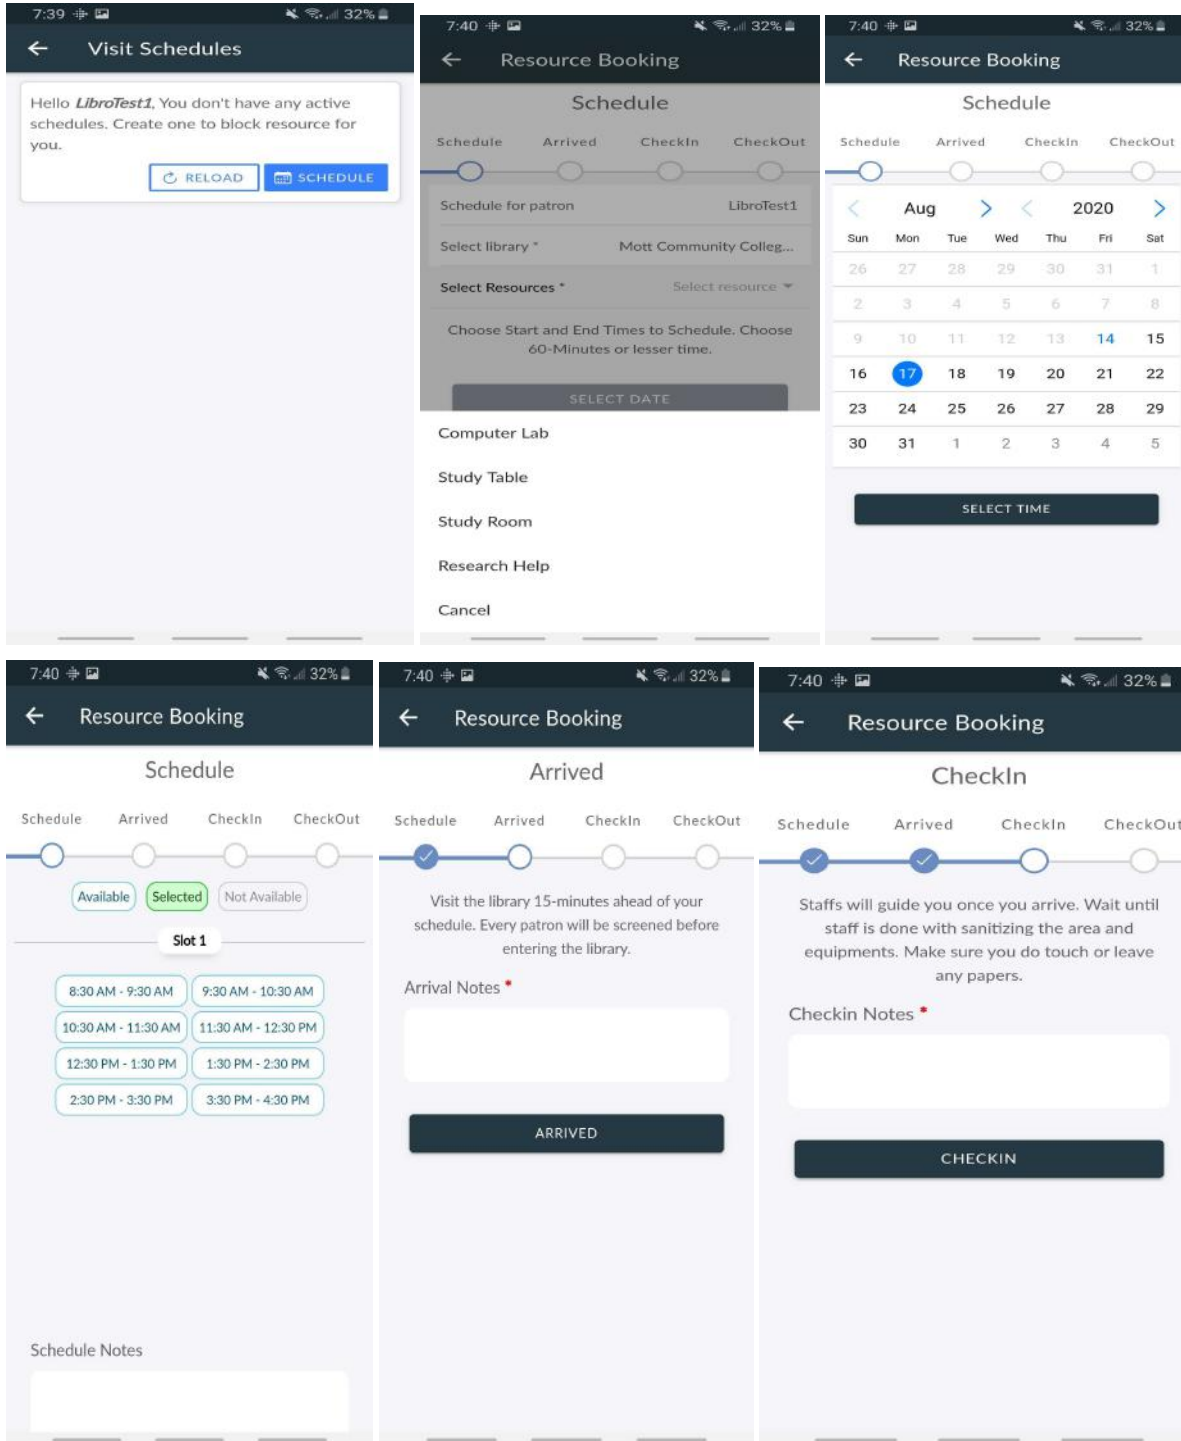 7:39 32%
Visit Schedules
Hello LibroTest1, You don't have any active
schedules. Create one to block resource for
you.
RELOAD SCHEDULE
7:40 32%
Resource Booking
Schedule
Schedule Arrived CheckIn CheckOut
Schedule for patron LibroTest1
Select library * Mott Community Colleg...
Select Resources * Select resource
Choose Start and End Times to Schedule. Choose
60-Minutes or lesser time.
SELECT DATE
Computer Lab
Study Table
Study Room
Research Help
Cancel
7:40 32%
Resource Booking
Schedule
Schedule Arrived CheckIn CheckOut
Aug 2020
Sun Mon Tue Wed Thu Fri Sat
26 27 28 29 30 31 1
2 3 4 5 6 7 8
9 10 11 12 13 14 15
16 17 18 19 20 21 22
23 24 25 26 27 28 29
30 31 1 2 3 4 5
SELECT TIME
7:40 32%
Resource Booking
Schedule
Schedule Arrived CheckIn CheckOut
Available Selected Not Available
Slot 1
8:30 AM - 9:30 AM 9:30 AM - 10:30 AM
10:30 AM - 11:30 AM 11:30 AM - 12:30 PM
12:30 PM - 1:30 PM 1:30 PM - 2:30 PM
2:30 PM - 3:30 PM 3:30 PM - 4:30 PM
Schedule Notes
7:40 32%
Resource Booking
Arrived
Schedule Arrived CheckIn CheckOut
Visit the library 15-minutes ahead of your
schedule. Every patron will be screened before
entering the library.
Arrival Notes *
ARRIVED
7:40 32%
Resource Booking
CheckIn
Schedule Arrived CheckIn CheckOut
Staffs will guide you once you arrive. Wait until
staff is done with sanitizing the area and
equipments. Make sure you do touch or leave
any papers.
Checkin Notes *
CHECKIN